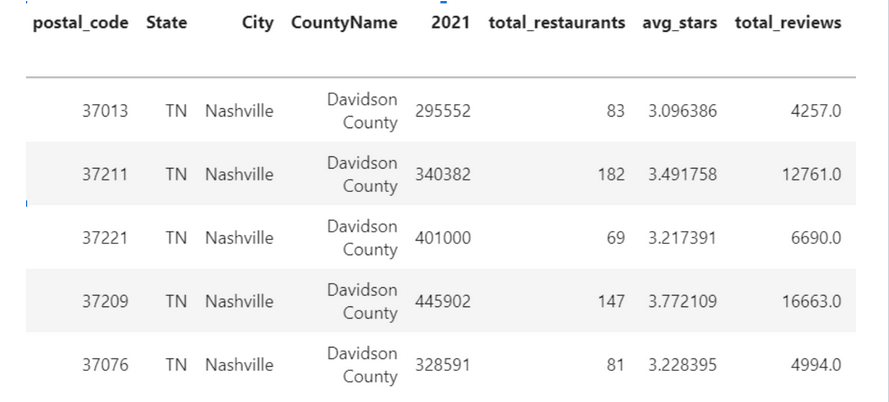 postal_code State City CountyName 2021 total_restaurants avg_stars total_reviews
37013 TN Nashville Davidson County 295552 83 3.096386 4257.0
37211 TN Nashville Davidson County 340382 182 3.491758 12761.0
37221 TN Nashville Davidson County 401000 69 3.217391 6690.0
37209 TN Nashville Davidson County 445902 147 3.772109 16663.0
37076 TN Nashville Davidson County 328591 81 3.228395 4994.0